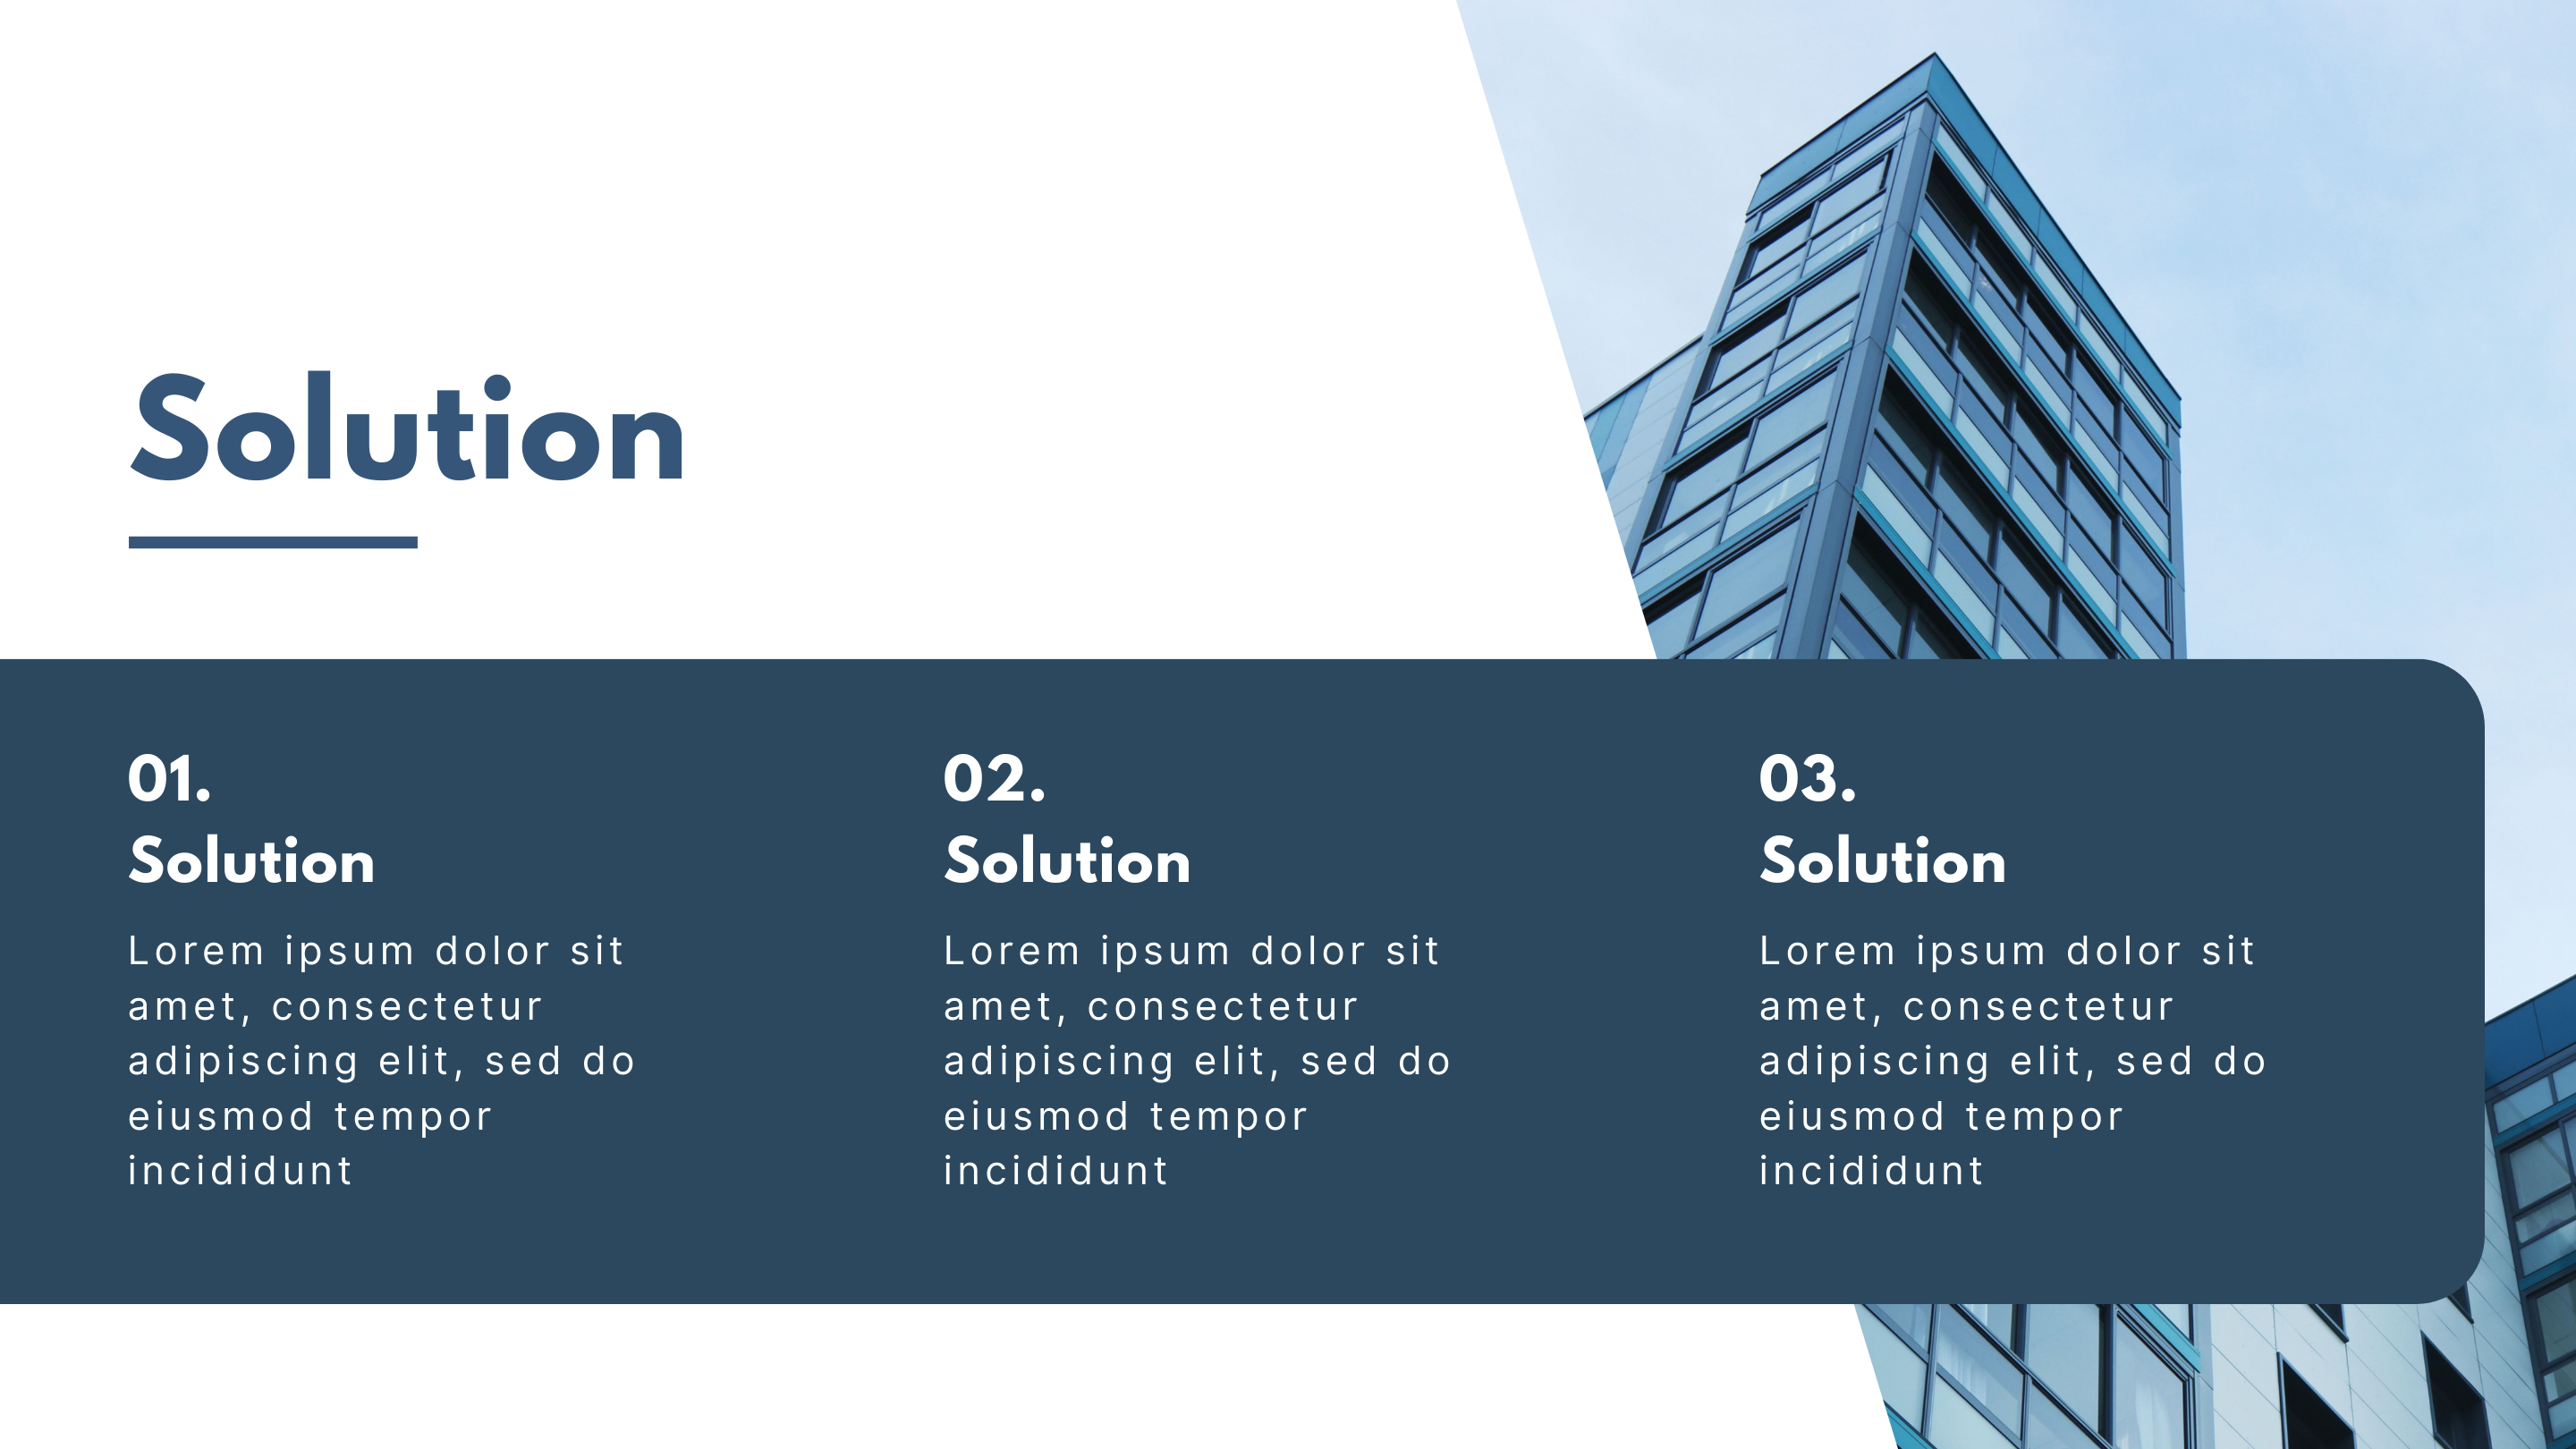 Solution
01.
Solution
Lorem ipsum dolor sit
amet, consectetur
adipiscing elit, sed do
eiusmod tempor
incididunt
02.
Solution
Lorem ipsum dolor sit
amet, consectetur
adipiscing elit, sed do
eiusmod tempor
incididunt
03.
Solution
Lorem ipsum dolor sit
amet, consectetur
adipiscing elit, sed do
eiusmod tempor
incididunt